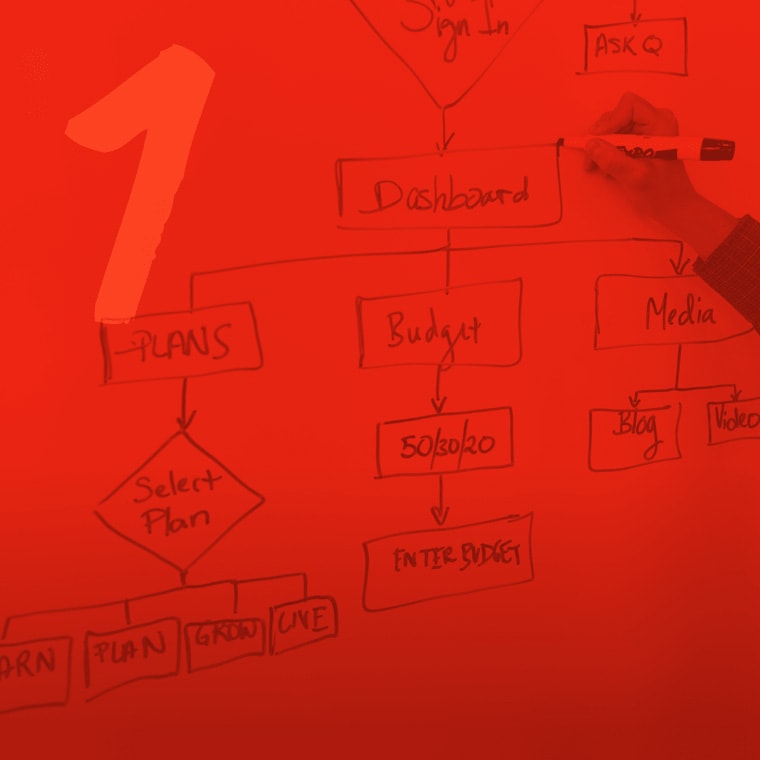 Sign In
ASK Q
1
Dashboard
PLANS
Budget
Media
50/30/20
Blog
Video
Select
Plan
ENTER BUDGET
ARN
PLAN
GROW
LIVE